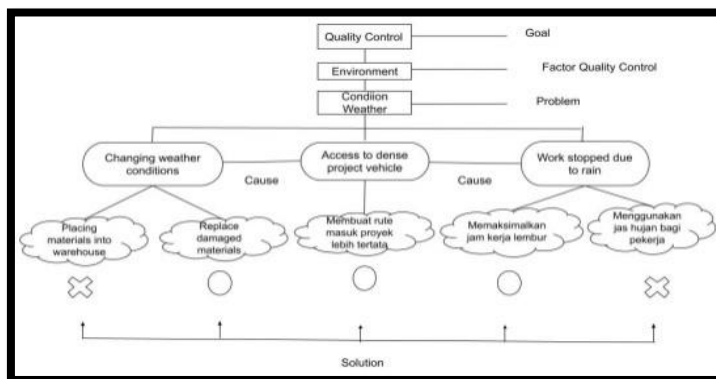 Quality Control
Goal
Environment
Factor Quality Control
Condiion
Weather
Problem
Changing weather
conditions
Cause
Access to dense
project vehicle
Cause
Work stopped due
to rain
Placing
materials into
warehouse
Replace
damaged
materials
Membuat rute
masuk proyek
lebih tertata
Memaksimalkan
jam kerja lembur
Menggunakan
jas hujan bagi
pekerja
Solution